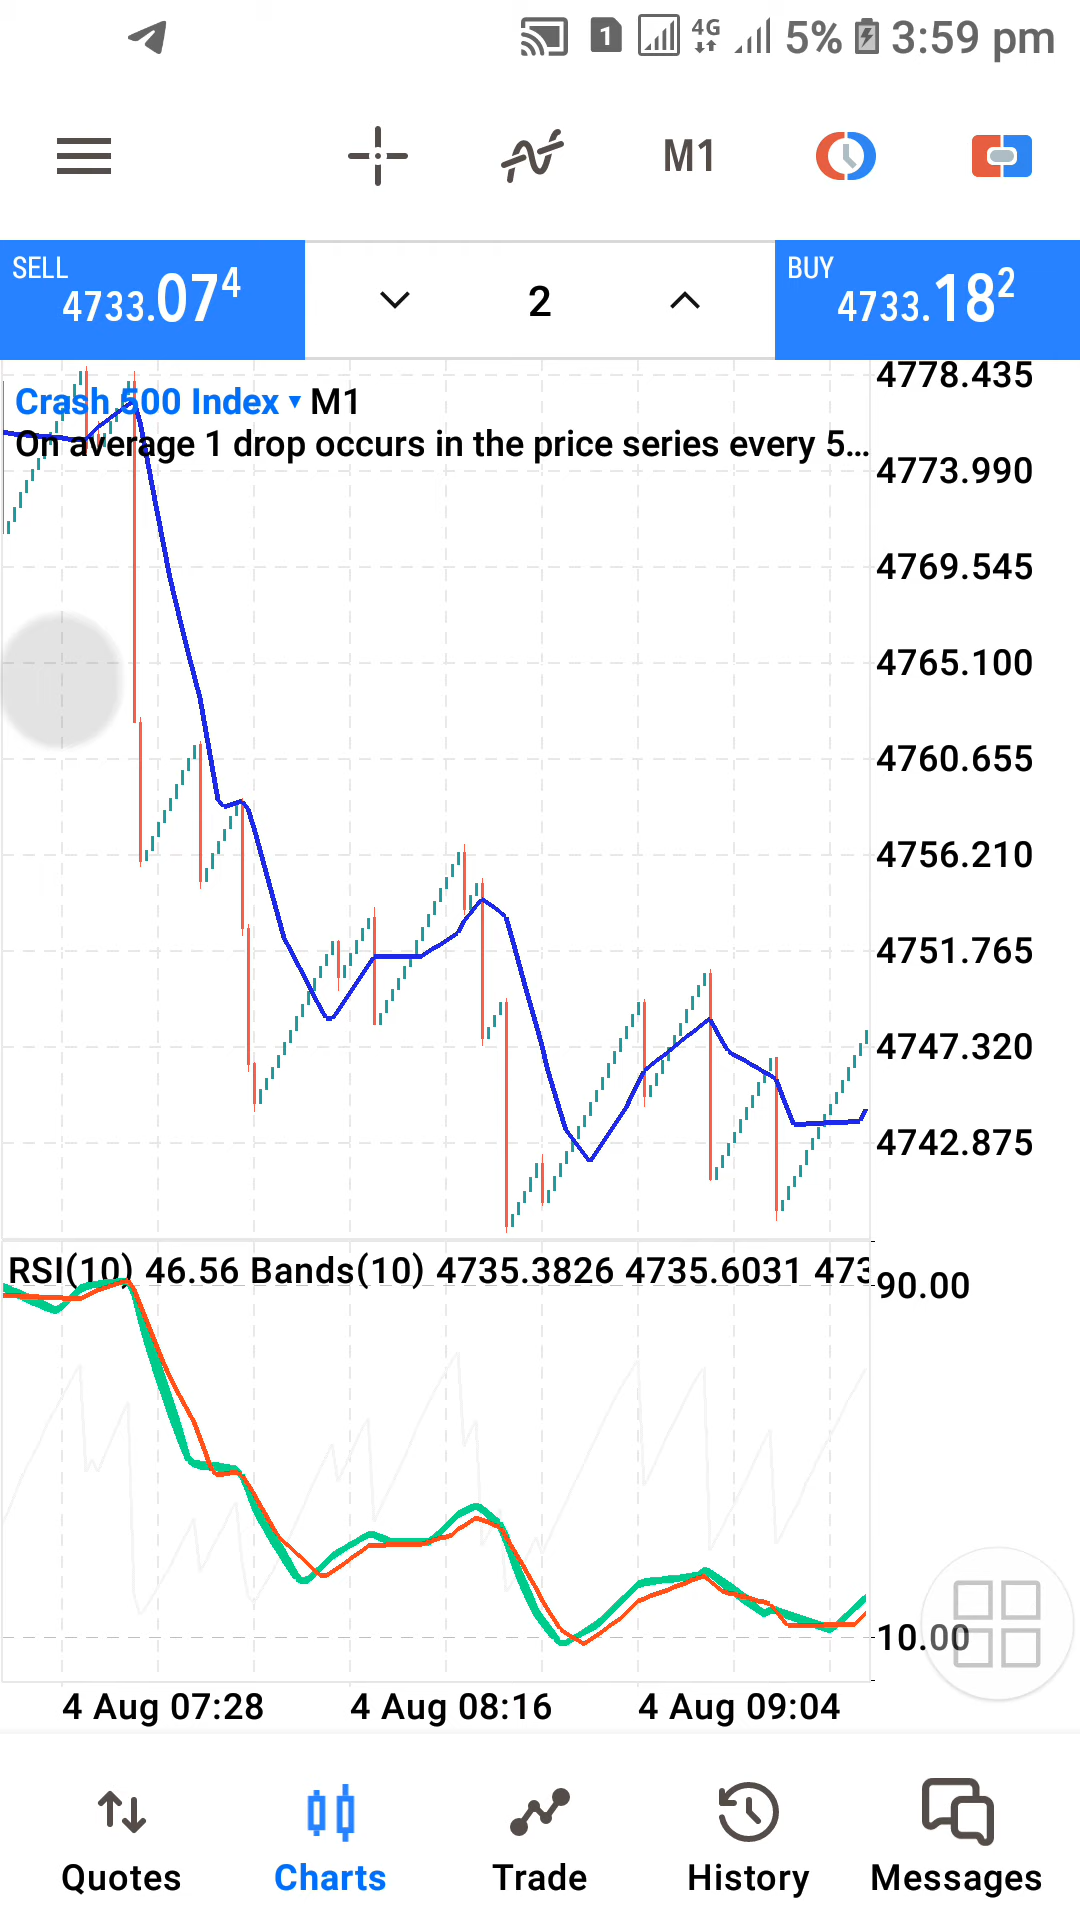 1 4G 5% 3:59 pm
M1
SELL
4733.07⁴
2
BUY
4733.18²
Crash 500 Index ▾ M1
On average 1 drop occurs in the price series every 5...
4778.435
4773.990
4769.545
4765.100
4760.655
4756.210
4751.765
4747.320
4742.875
RSI(10) 46.56 Bands(10) 4735.3826 4735.6031 473
90.00
10.00
4 Aug 07:28 4 Aug 08:16 4 Aug 09:04
Quotes Charts Trade History Messages